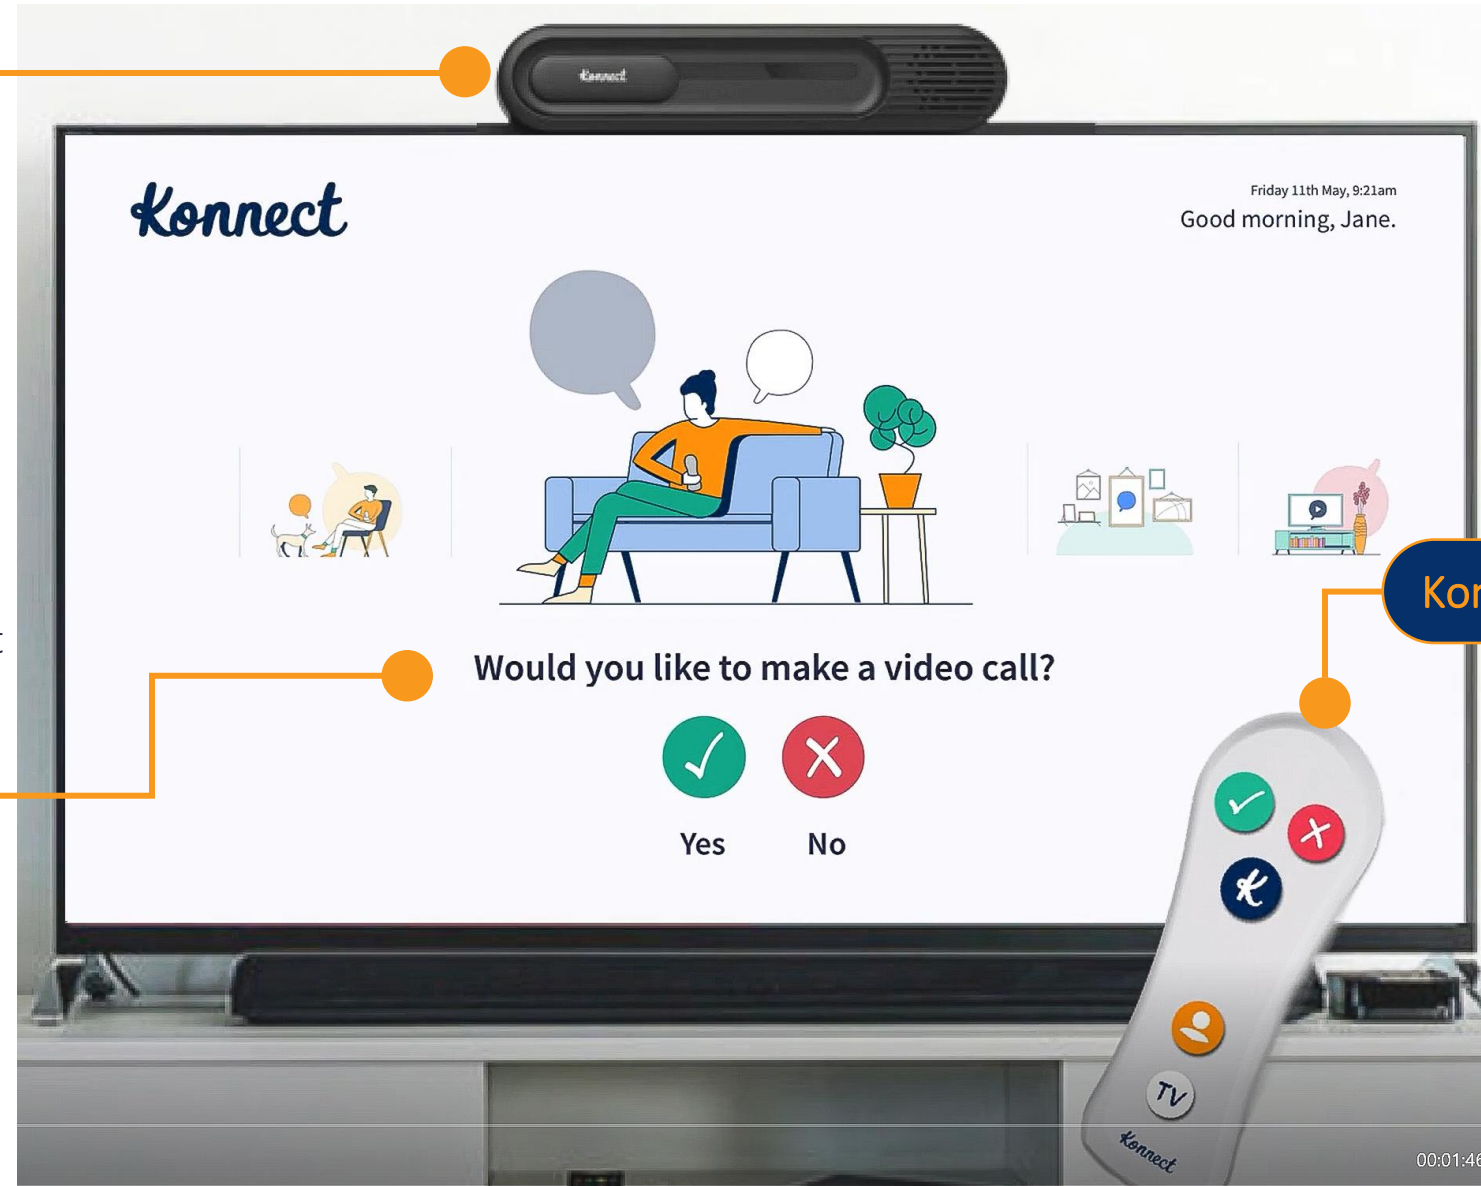 Konnect
Konnect
Friday 11th May, 9:21am
Good morning, Jane.
Would you like to make a video call?
Yes
No
K
TV
Konnect
00:01:46